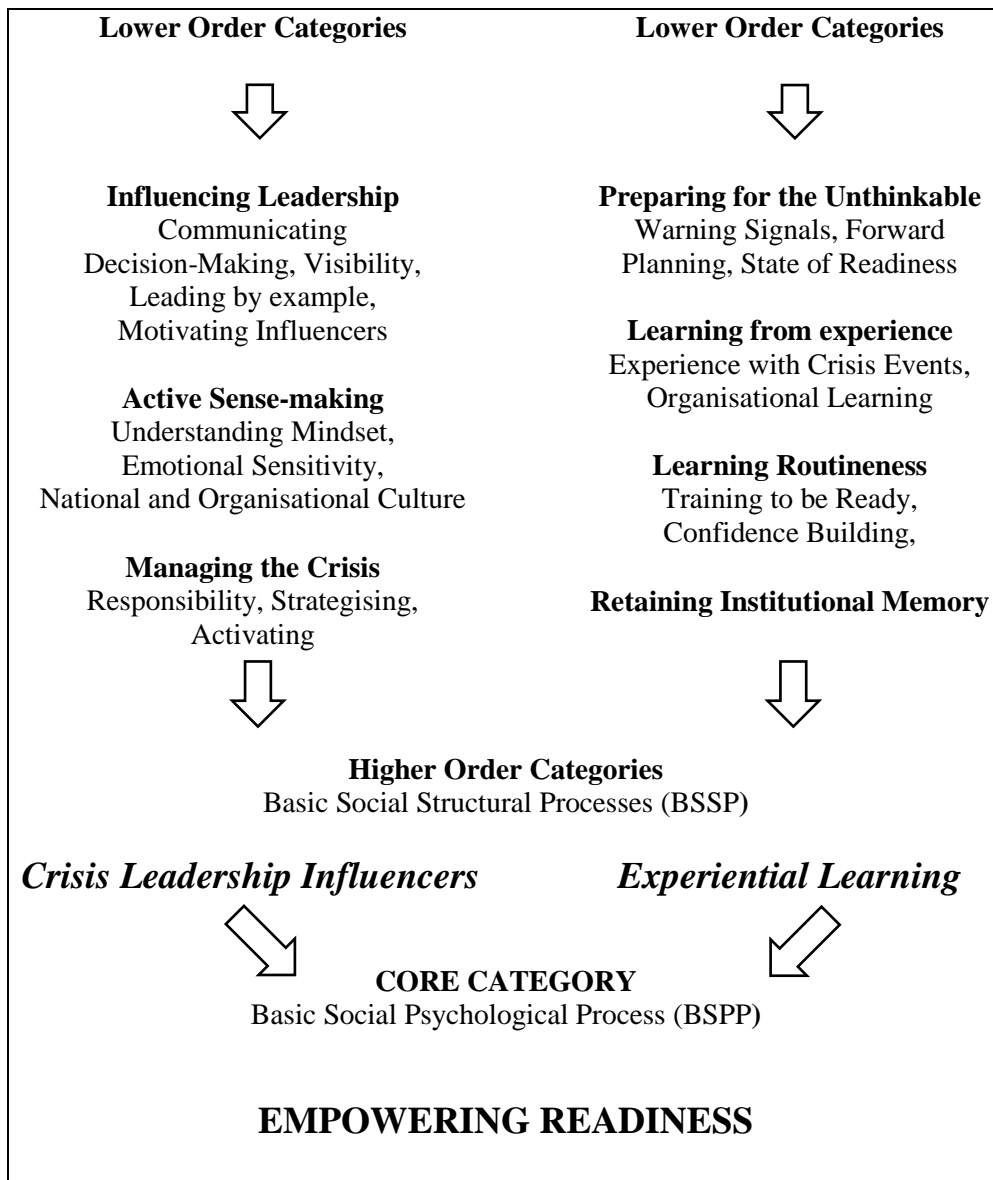 Lower Order Categories
Influencing Leadership
Communicating
Decision-Making, Visibility,
Leading by example,
Motivating Influencers
Active Sense-making
Understanding Mindset,
Emotional Sensitivity,
National and Organisational Culture
Managing the Crisis
Responsibility, Strategising,
Activating
Lower Order Categories
Preparing for the Unthinkable
Warning Signals, Forward
Planning, State of Readiness
Learning from experience
Experience with Crisis Events,
Organisational Learning
Learning Routineness
Training to be Ready,
Confidence Building,
Retaining Institutional Memory
Higher Order Categories
Basic Social Structural Processes (BSSP)
Crisis Leadership Influencers
Experiential Learning
CORE CATEGORY
Basic Social Psychological Process (BSPP)
EMPOWERING READINESS